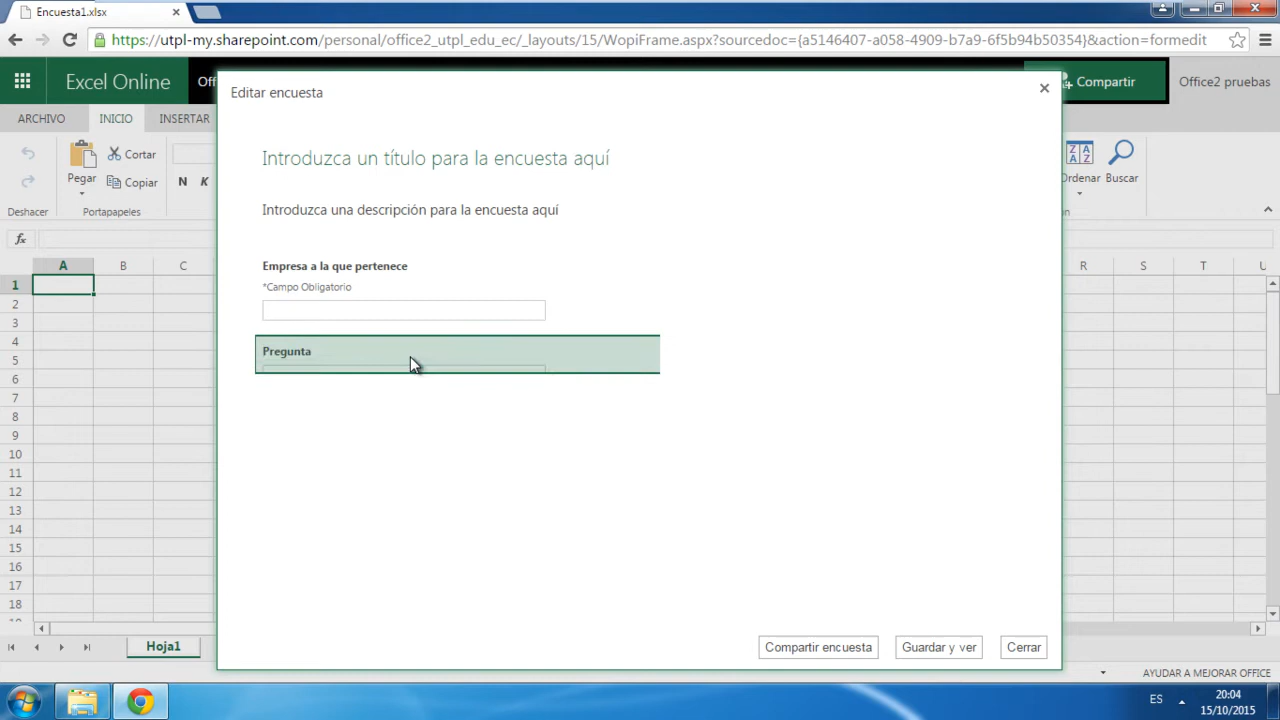 Encuesta1.xlsx
https://utpl-my.sharepoint.com/personal/office2_utpl_edu_ec/_layouts/15/WopiFrame.aspx?sourcedoc={a5146407-a058-4909-b7a9-6f5b94b50354}&action=formedit
Excel Online
Compartir
Office2 pruebas
ARCHIVO INICIO INSERTAR
Cortar
Pegar
Copiar
N K
Deshacer
Portapapeles
Ordenar
Buscar
fx
A B C R S T U
1
2
3
4
5
6
7
8
9
10
11
12
13
14
15
16
17
18
Editar encuesta
Introduzca un título para la encuesta aquí
Introduzca una descripción para la encuesta aquí
Empresa a la que pertenece
*Campo Obligatorio
Pregunta
Compartir encuesta
Guardar y ver
Cerrar
Hoja1
AYUDAR A MEJORAR OFFICE
ES
20:04
15/10/2015